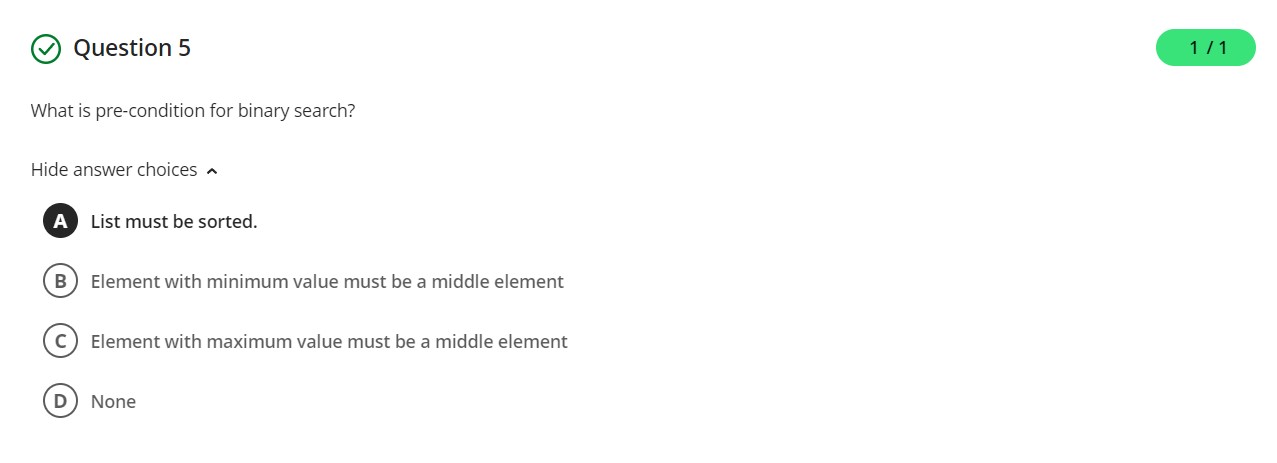 Question 5
1 / 1
What is pre-condition for binary search?
Hide answer choices
A List must be sorted.
B Element with minimum value must be a middle element
C Element with maximum value must be a middle element
D None